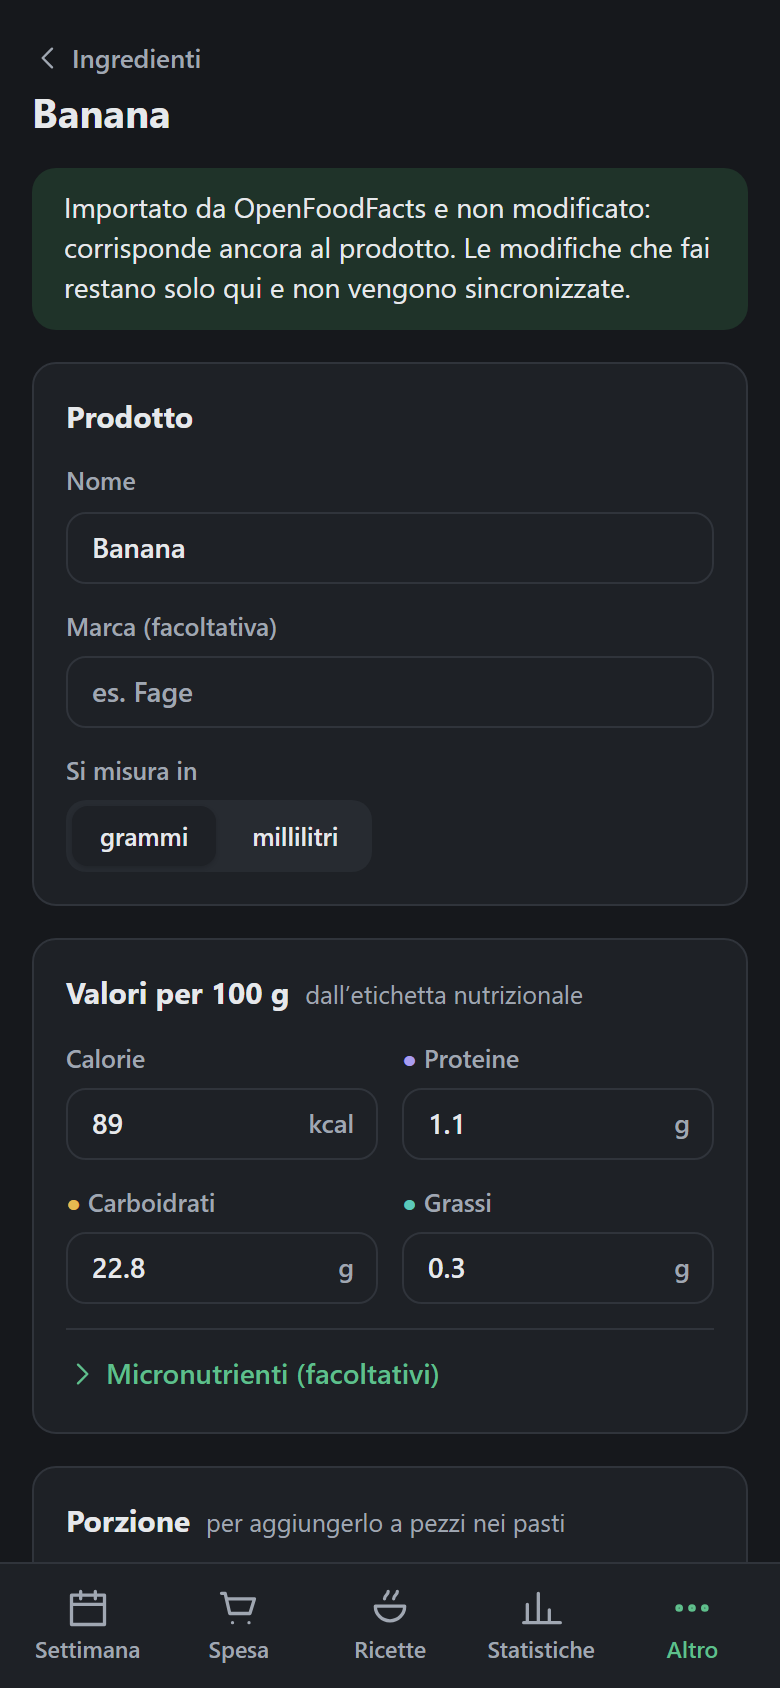 Ingredienti
Banana
Importato da OpenFoodFacts e non modificato:
corrisponde ancora al prodotto. Le modifiche che fai
restano solo qui e non vengono sincronizzate.
Prodotto
Nome
Banana
Marca (facoltativa)
es. Fage
Si misura in
grammi millilitri
Valori per 100 g dall’etichetta nutrizionale
Calorie Proteine
89 kcal 1.1 g
Carboidrati Grassi
22.8 g 0.3 g
Micronutrienti (facoltativi)
Porzione per aggiungerlo a pezzi nei pasti
Settimana Spesa Ricette Statistiche Altro